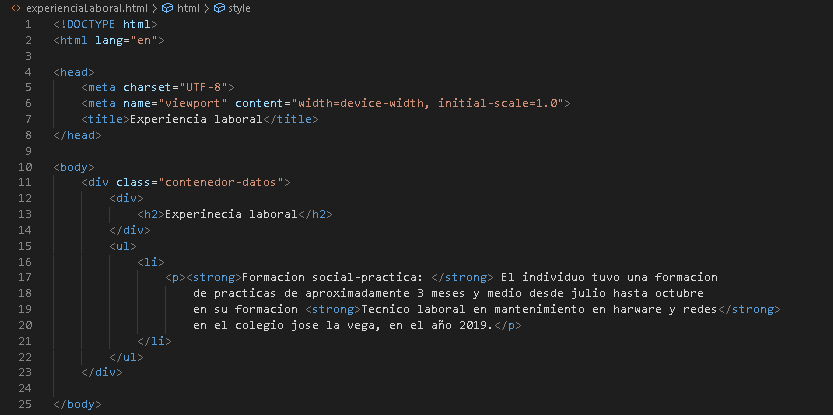 experienciaLaboral.html > html > style
1 <!DOCTYPE html>
2 <html lang="en">
3
4 <head>
5     <meta charset="UTF-8">
6     <meta name="viewport" content="width=device-width, initial-scale=1.0">
7     <title>Experiencia laboral</title>
8 </head>
9
10 <body>
11     <div class="contenedor-datos">
12         <div>
13             <h2>Experinecia laboral</h2>
14         </div>
15         <ul>
16             <li>
17                 <p><strong>Formacion social-practica: </strong> El individuo tuvo una formacion
18                     de practicas de aproximadamente 3 meses y medio desde julio hasta octubre
19                     en su formacion <strong>Tecnico laboral en mantenimiento en harware y redes</strong>
20                     en el colegio jose la vega, en el año 2019.</p>
21             </li>
22         </ul>
23     </div>
24
25 </body>